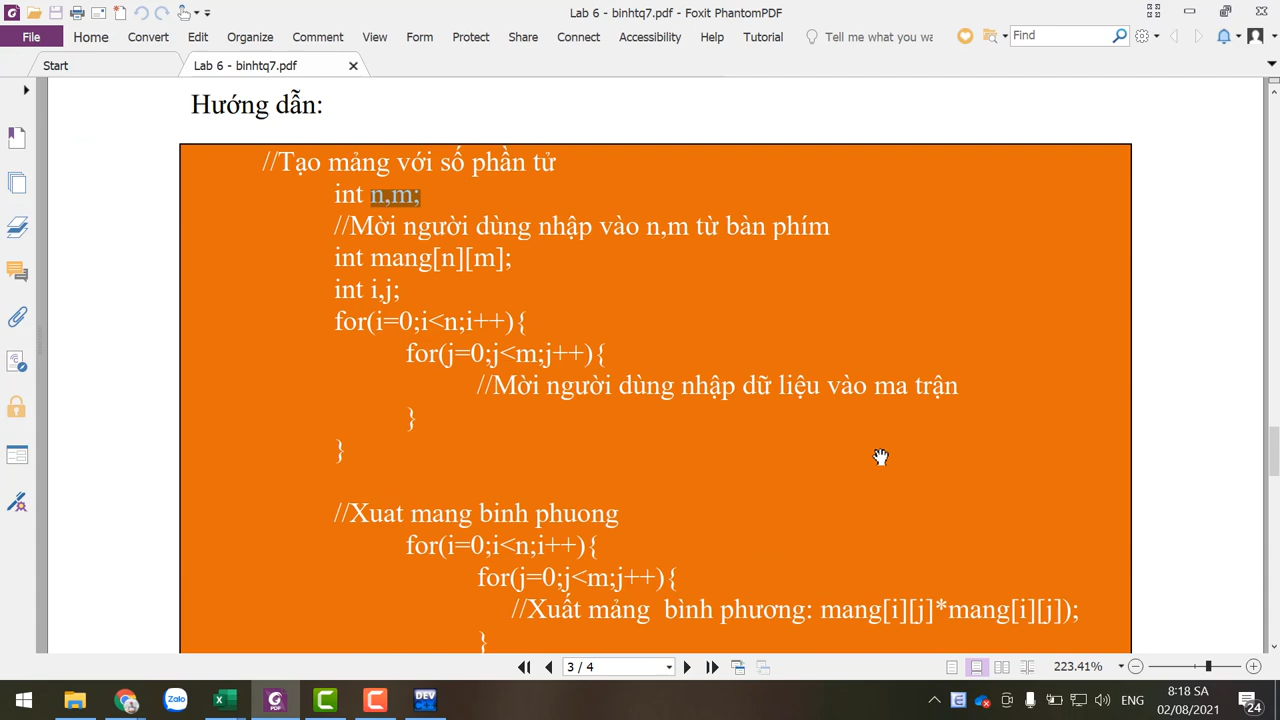 Lab 6 - binhtq7.pdf - Foxit PhantomPDF
File Home Convert Edit Organize Comment View Form Protect Share Connect Accessibility Help Tutorial Tell me what you wa Find
Start Lab 6 - binhtq7.pdf
Hướng dẫn:
//Tạo mảng với số phần tử
int n,m;
//Mời người dùng nhập vào n,m từ bàn phím
int mang[n][m];
int i,j;
for(i=0;i<n;i++){
for(j=0;j<m;j++){
//Mời người dùng nhập dữ liệu vào ma trận
}
}
//Xuat mang binh phuong
for(i=0;i<n;i++){
for(j=0;j<m;j++){
//Xuất mảng bình phương: mang[i][j]*mang[i][j]);
}
3 / 4 223.41%
Zalo PDF DEV ENG 8:18 SA
02/08/2021 24